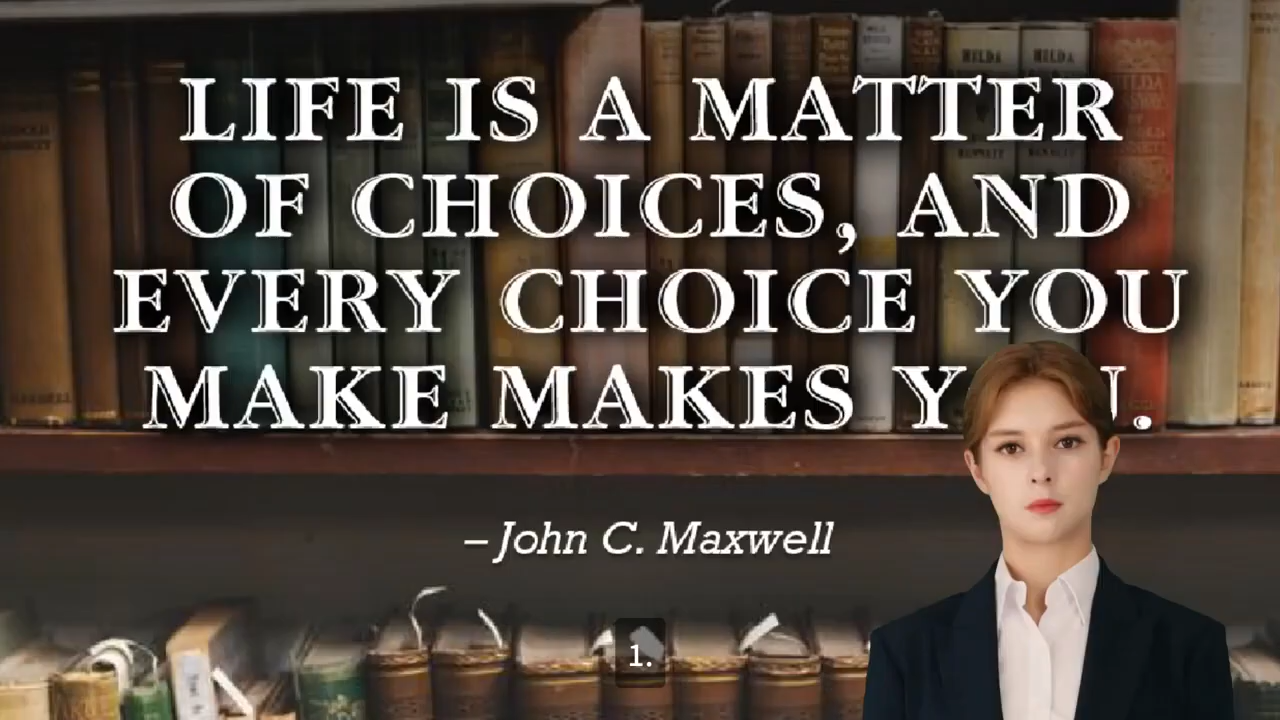 LIFE IS A MATTER
OF CHOICES, AND
EVERY CHOICE YOU
MAKE MAKES Y U.
– John C. Maxwell
1.